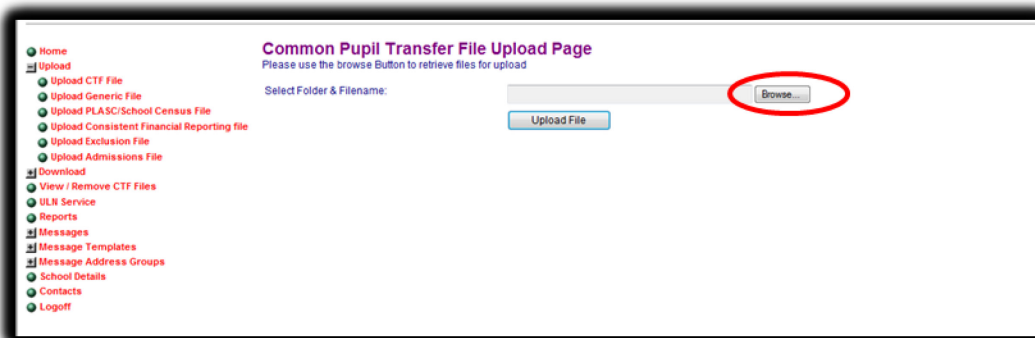 Home
Upload
Upload CTF File
Upload Generic File
Upload PLASC/School Census File
Upload Consistent Financial Reporting file
Upload Exclusion File
Upload Admissions File
Download
View / Remove CTF Files
ULN Service
Reports
Messages
Message Templates
Message Address Groups
School Details
Contacts
Logoff
Common Pupil Transfer File Upload Page
Please use the browse Button to retrieve files for upload
Select Folder & Filename:
Browse...
Upload File